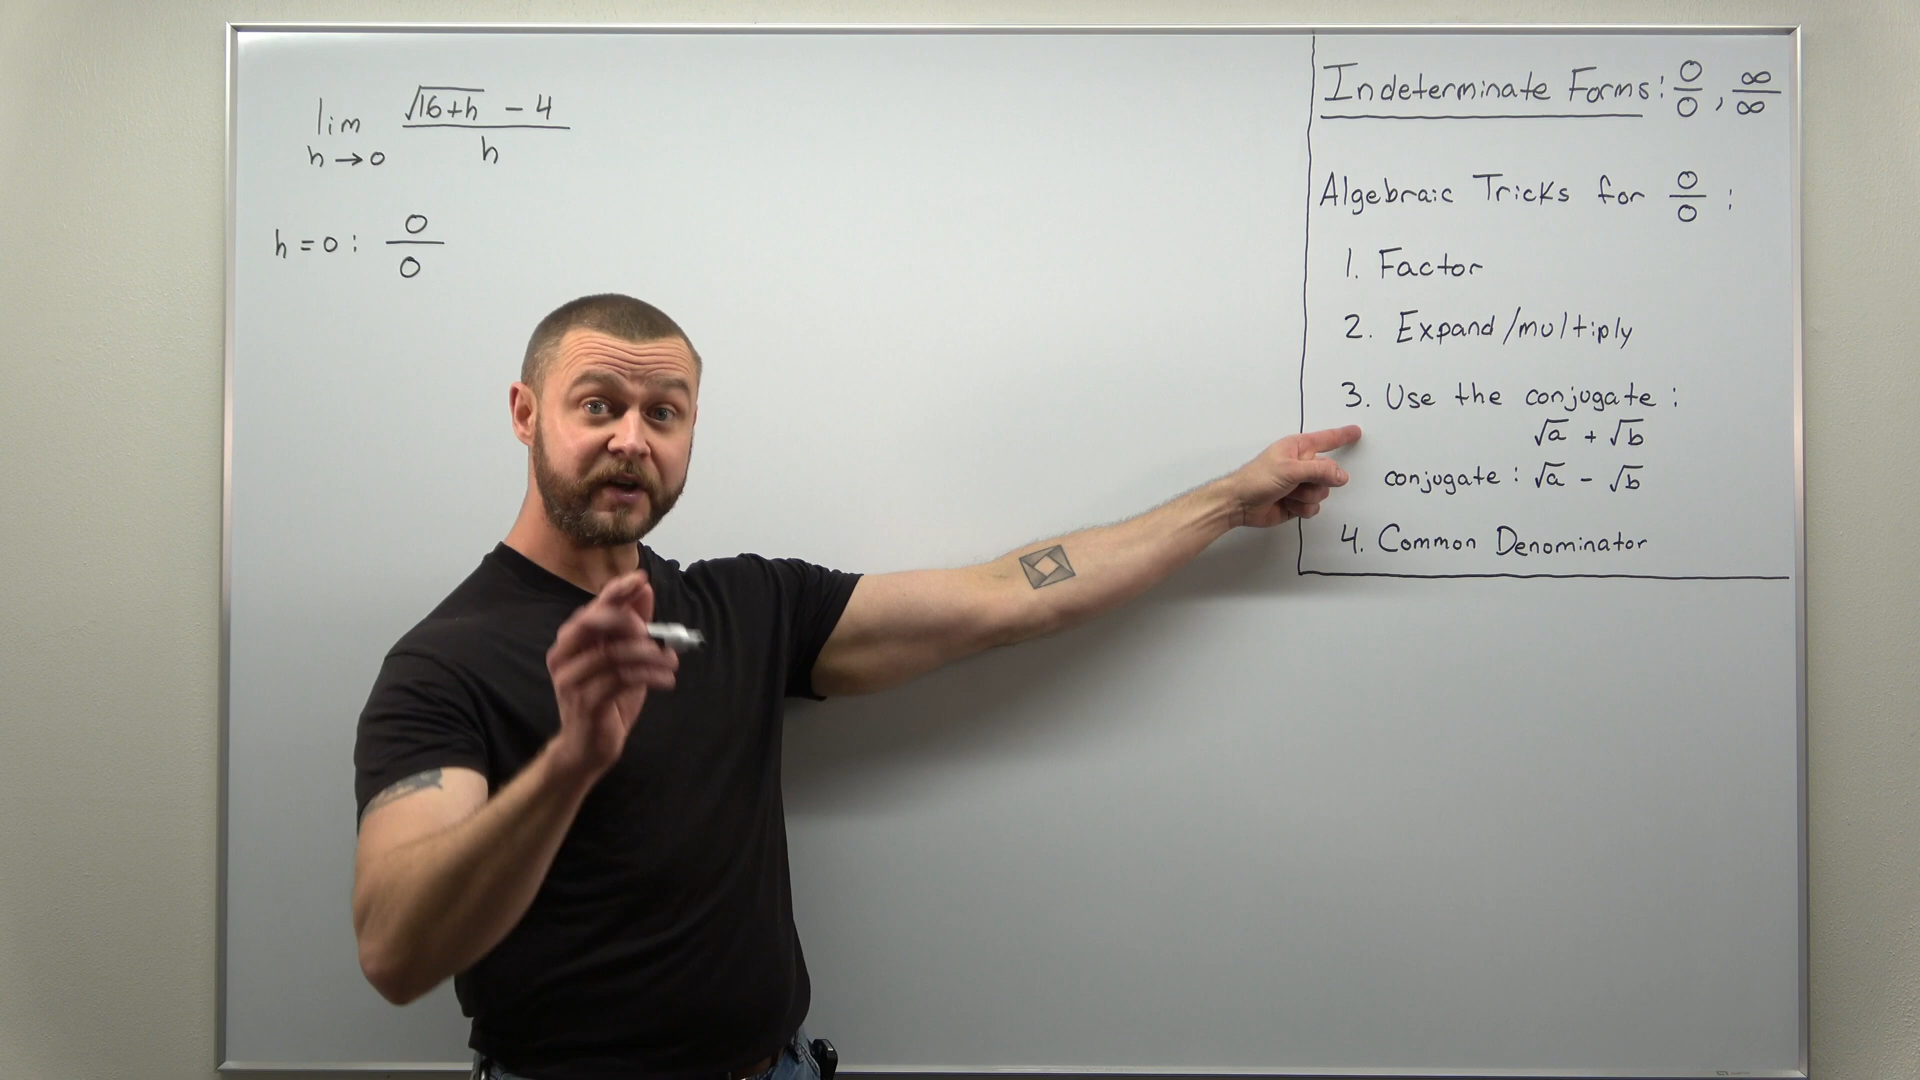 lim h→0 (√(16+h) - 4)/h
h = 0 : 0/0
Indeterminate Forms: 0/0, ∞/∞
Algebraic Tricks for 0/0 :
1. Factor
2. Expand/multiply
3. Use the conjugate :
√a + √b
conjugate : √a - √b
4. Common Denominator